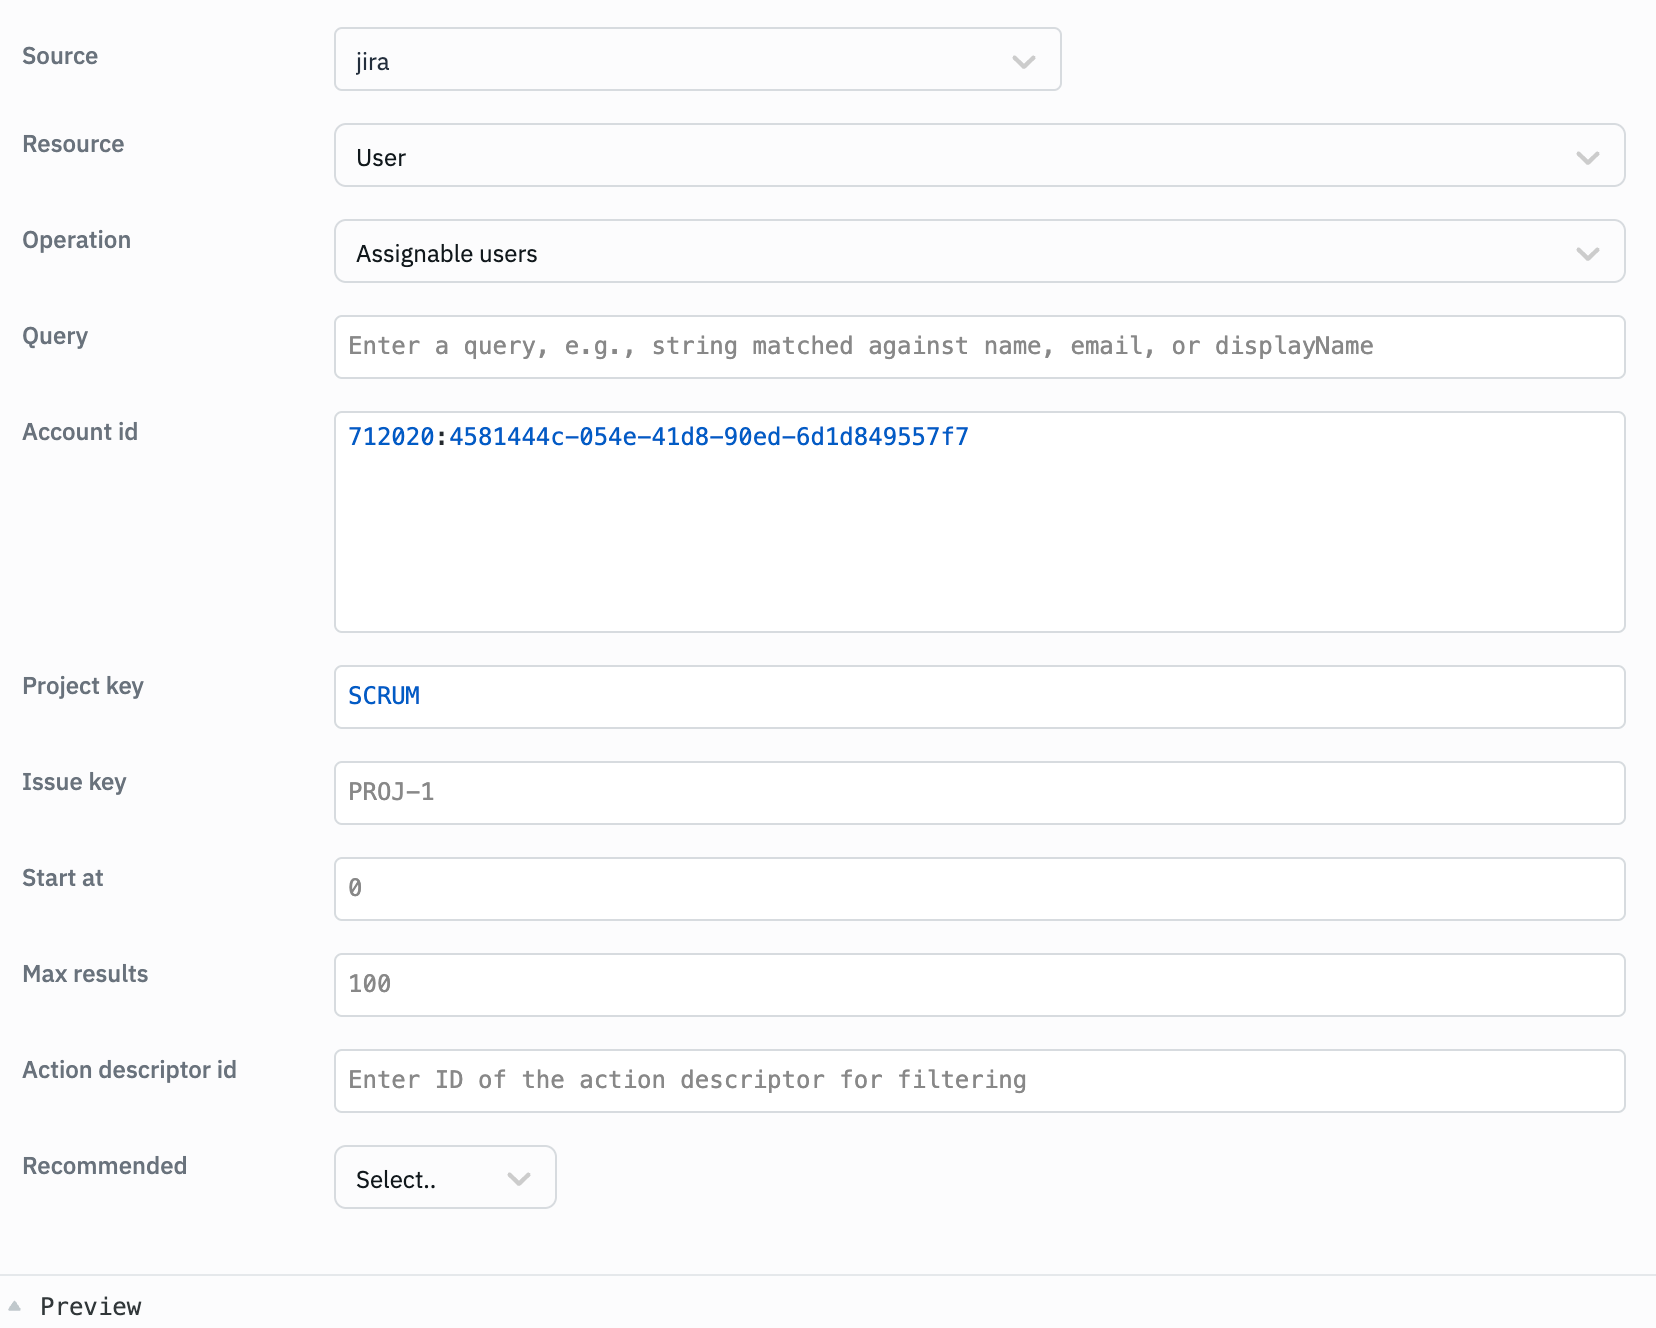 Source
jira
Resource
User
Operation
Assignable users
Query
Enter a query, e.g., string matched against name, email, or displayName
Account id
712020:4581444c-054e-41d8-90ed-6d1d849557f7
Project key
SCRUM
Issue key
PROJ-1
Start at
0
Max results
100
Action descriptor id
Enter ID of the action descriptor for filtering
Recommended
Select..
Preview